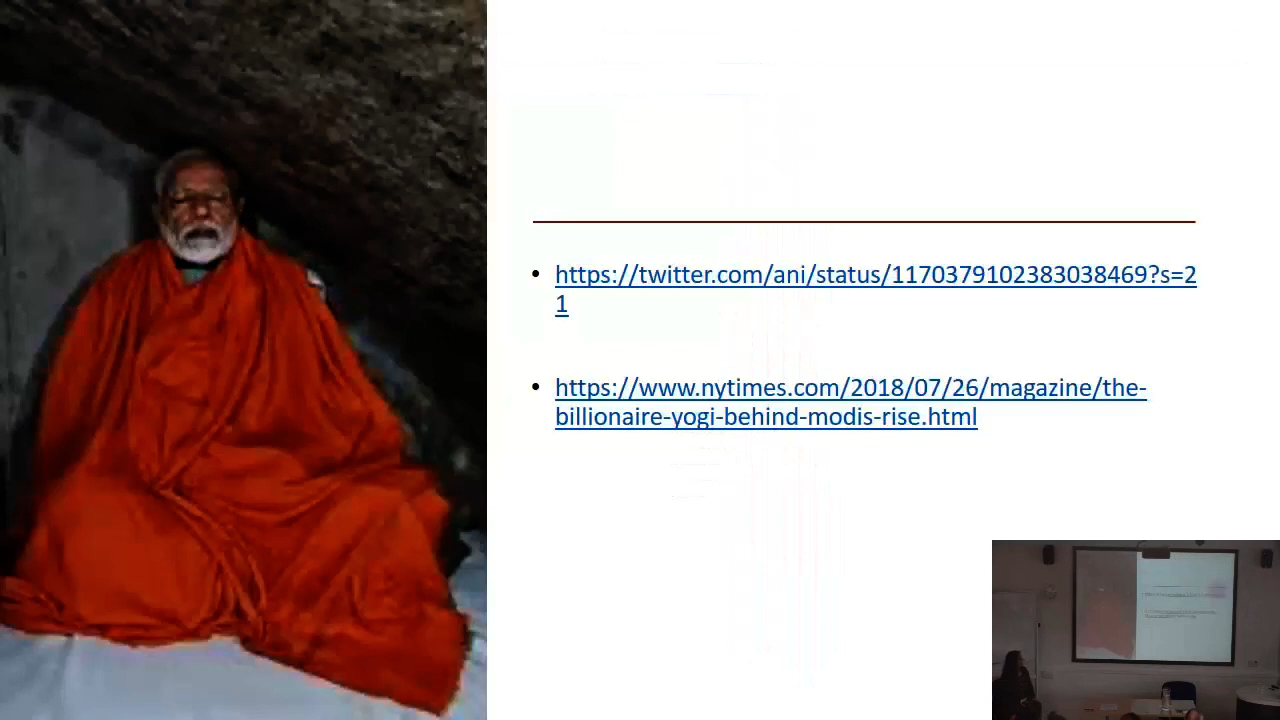 https://twitter.com/ani/status/1170379102383038469?s=2
1
https://www.nytimes.com/2018/07/26/magazine/the-
billionaire-yogi-behind-modis-rise.html